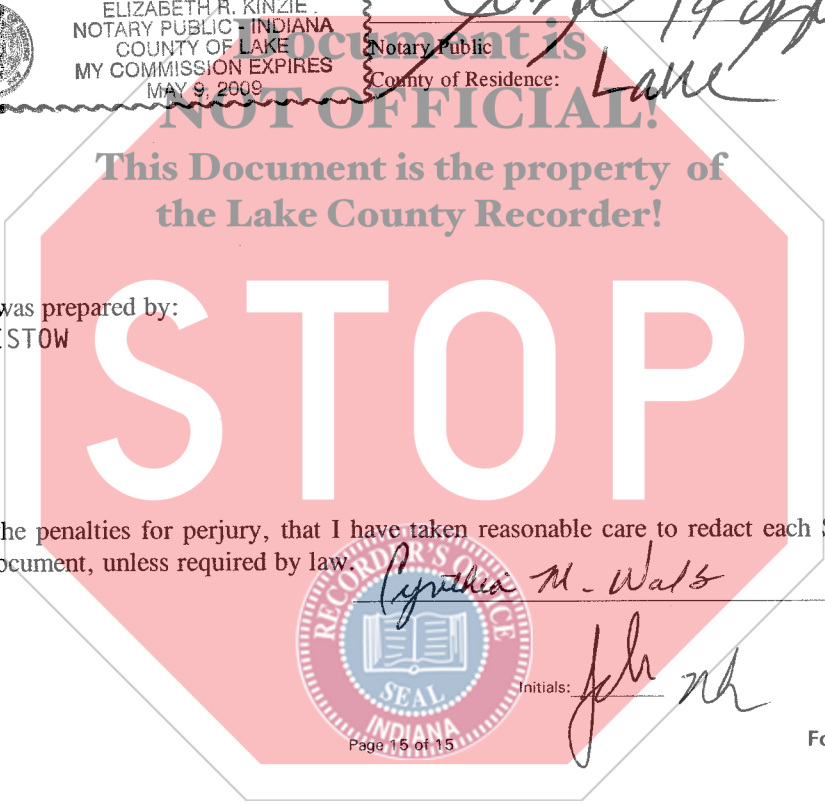 ELIZABETH R. KINZIE
NOTARY PUBLIC - INDIANA
COUNTY OF LAKE
MY COMMISSION EXPIRES
MAY 9, 2009
Notary Public
County of Residence: Lake
Document is
NOT OFFICIAL!
This Document is the property of
the Lake County Recorder!
was prepared by:
STOW
STOP
he penalties for perjury, that I have taken reasonable care to redact each S
ocument, unless required by law.
Cynthia M.
RECORDER'S OFFICE
SEAL
INDIANA
Initials:
Page 15 of 15
Fo